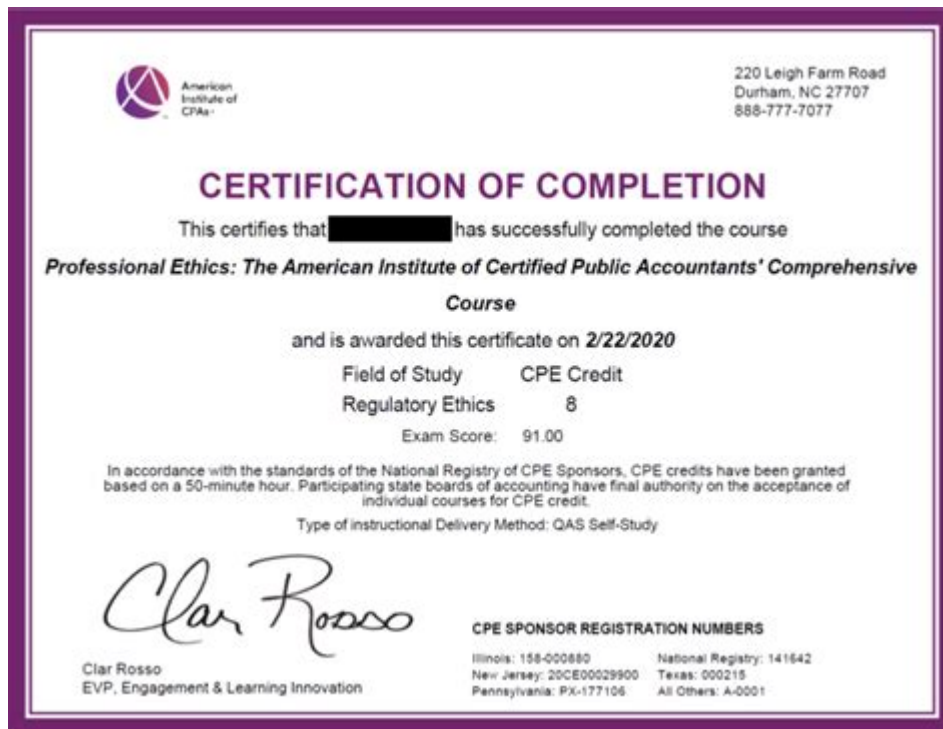 American
Institute of
CPAs
220 Leigh Farm Road
Durham, NC 27707
888-777-7077
CERTIFICATION OF COMPLETION
This certifies that has successfully completed the course
Professional Ethics: The American Institute of Certified Public Accountants' Comprehensive
Course
and is awarded this certificate on 2/22/2020
Field of Study CPE Credit
Regulatory Ethics 8
Exam Score: 91.00
In accordance with the standards of the National Registry of CPE Sponsors, CPE credits have been granted
based on a 50-minute hour. Participating state boards of accounting have final authority on the acceptance of
individual courses for CPE credit.
Type of instructional Delivery Method: QAS Self-Study
Clar Rosso
Clar Rosso
EVP, Engagement & Learning Innovation
CPE SPONSOR REGISTRATION NUMBERS
Illinois: 158-000880 National Registry: 141642
New Jersey: 20CE00029900 Texas: 000215
Pennsylvania: PX-177106 All Others: A-0001